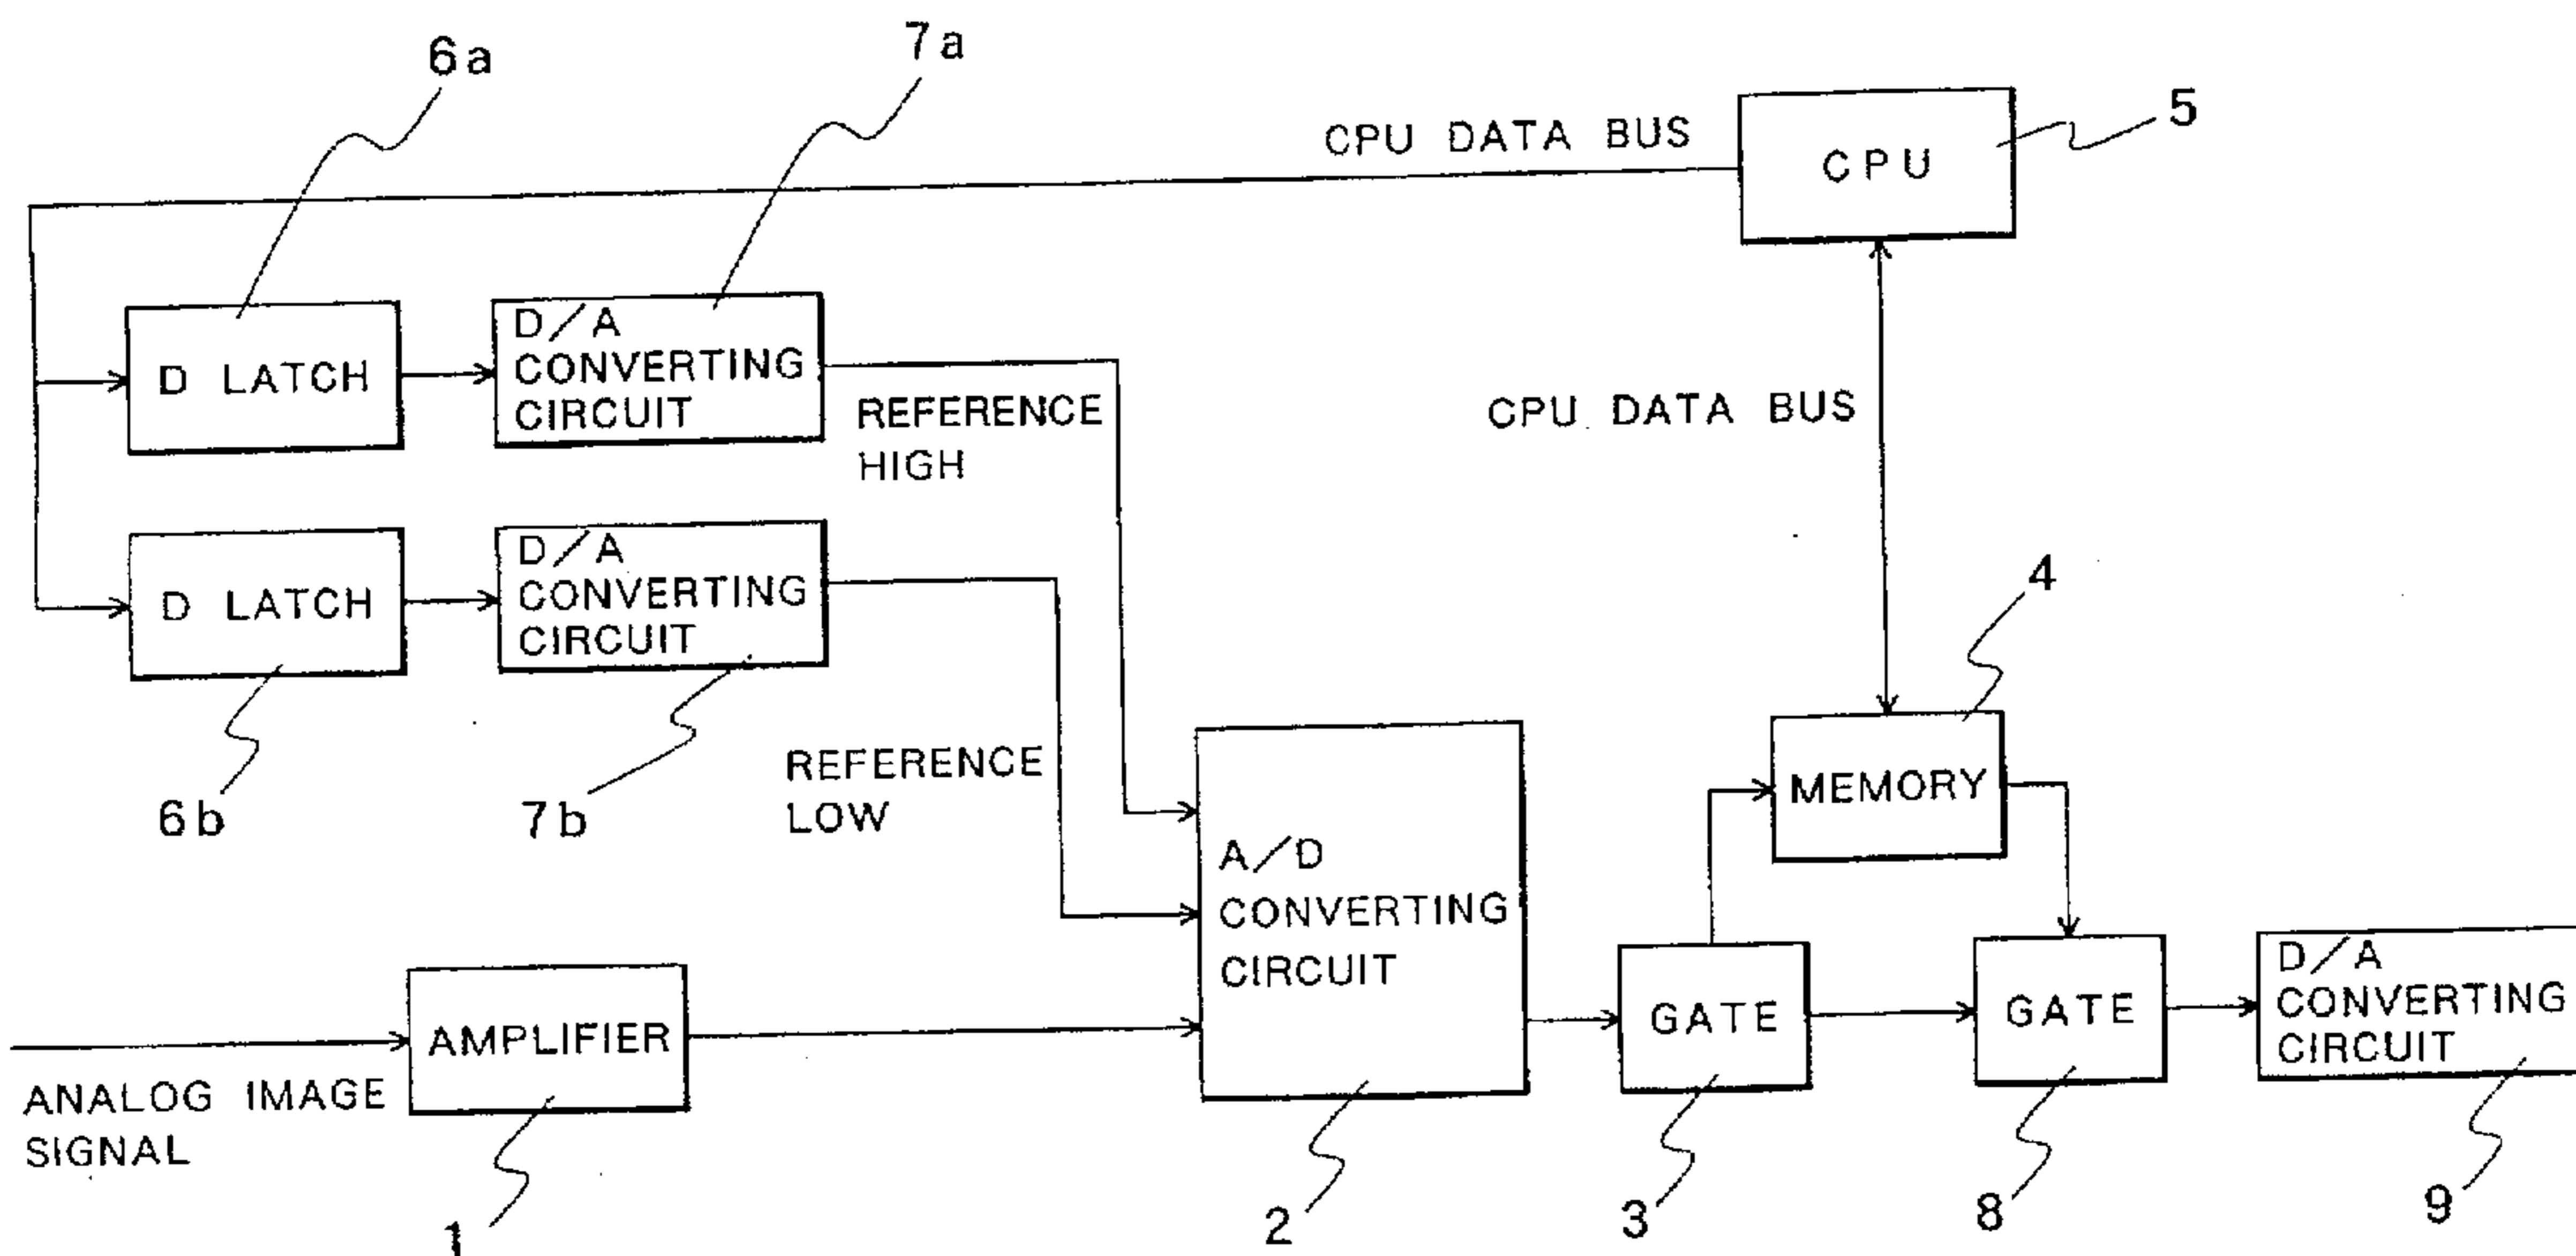 6a
7a
CPU DATA BUS
CPU
5
D LATCH
D/A
CONVERTING
CIRCUIT
REFERENCE
HIGH
CPU DATA BUS
D LATCH
D/A
CONVERTING
CIRCUIT
4
6b
7b
REFERENCE
LOW
MEMORY
A/D
CONVERTING
CIRCUIT
AMPLIFIER
GATE
GATE
D/A
CONVERTING
CIRCUIT
ANALOG IMAGE
SIGNAL
1
2
3
8
9